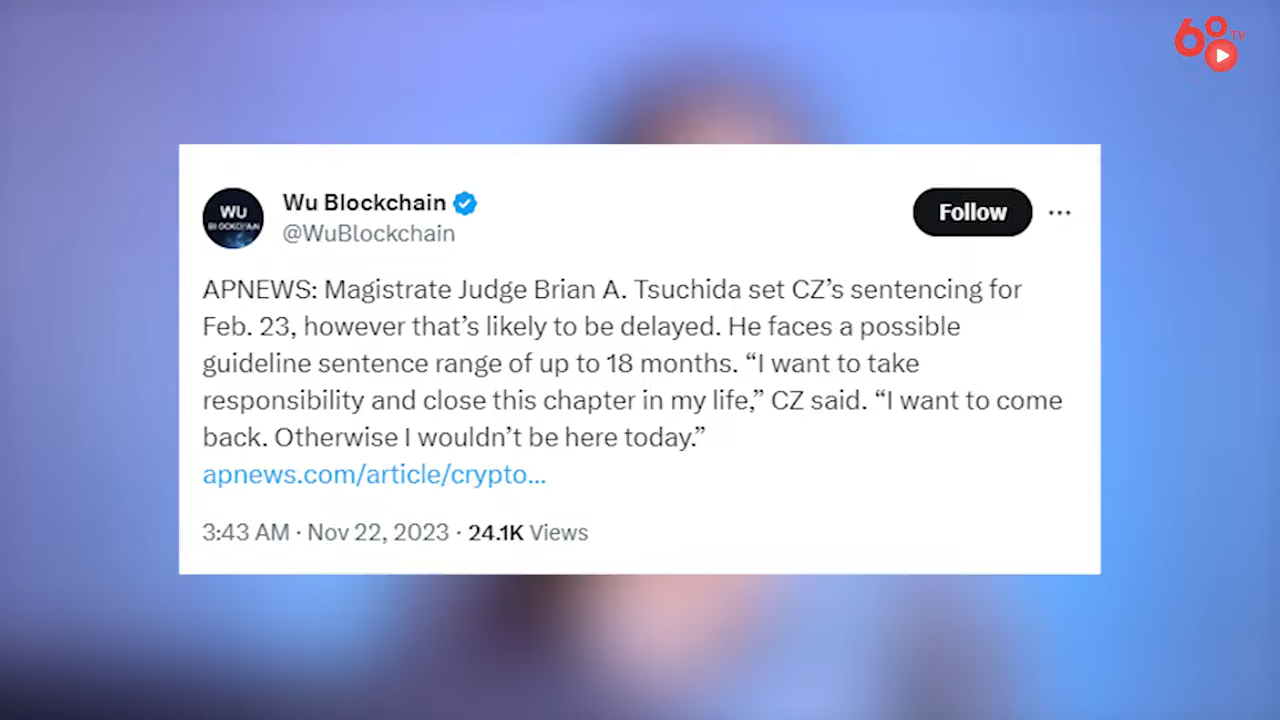 60 TV
WU
BLOCKCHAIN
Wu Blockchain
@WuBlockchain
Follow
APNEWS: Magistrate Judge Brian A. Tsuchida set CZ’s sentencing for
Feb. 23, however that’s likely to be delayed. He faces a possible
guideline sentence range of up to 18 months. “I want to take
responsibility and close this chapter in my life,” CZ said. “I want to come
back. Otherwise I wouldn’t be here today.”
apnews.com/article/crypto...
3:43 AM · Nov 22, 2023 · 24.1K Views